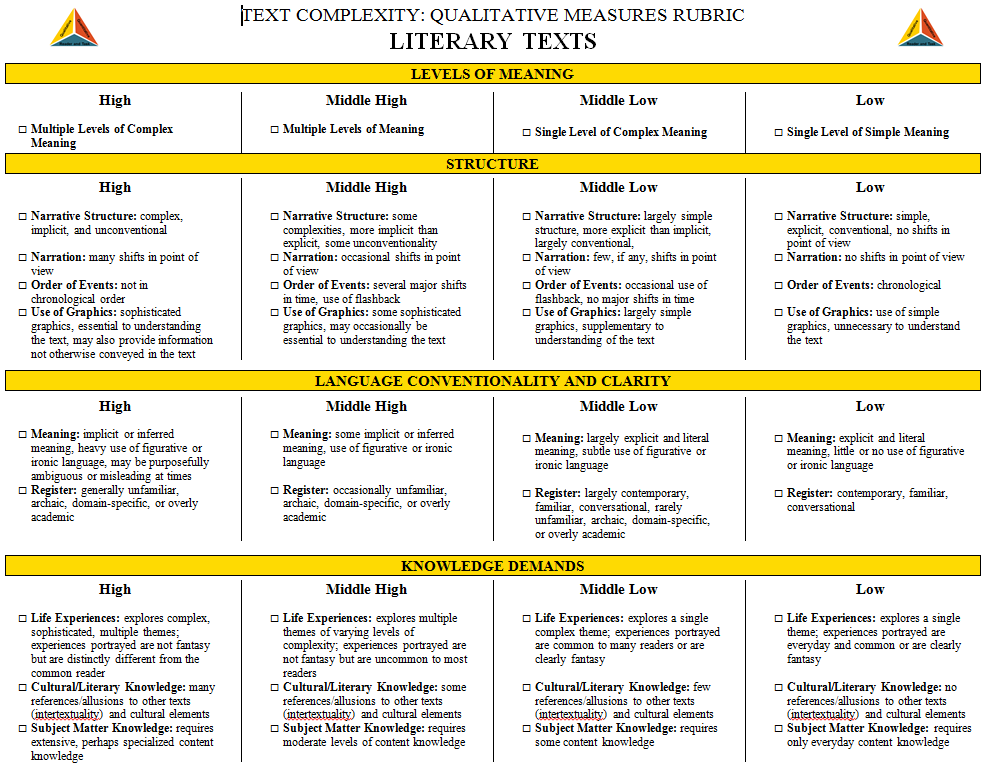 TEXT COMPLEXITY: QUALITATIVE MEASURES RUBRIC
LITERARY TEXTS
LEVELS OF MEANING
High
Middle High
Middle Low
Low
Multiple Levels of Complex
Meaning
Multiple Levels of Meaning
Single Level of Complex Meaning
Single Level of Simple Meaning
STRUCTURE
High
Narrative Structure: complex,
implicit, and unconventional
Narration: many shifts in point of
view
Order of Events: not in
chronological order
Use of Graphics: sophisticated
graphics, essential to understanding
the text, may also provide information
not otherwise conveyed in the text
Middle High
Narrative Structure: some
complexities, more implicit than
explicit, some unconventionality
Narration: occasional shifts in point
of view
Order of Events: several major shifts
in time, use of flashback
Use of Graphics: some sophisticated
graphics, may occasionally be
essential to understanding the text
Middle Low
Narrative Structure: largely simple
structure, more explicit than implicit,
largely conventional,
Narration: few, if any, shifts in point
of view
Order of Events: occasional use of
flashback, no major shifts in time
Use of Graphics: largely simple
graphics, supplementary to
understanding of the text
Low
Narrative Structure: simple,
explicit, conventional, no shifts in
point of view
Narration: no shifts in point of view
Order of Events: chronological
Use of Graphics: use of simple
graphics, unnecessary to understand
the text
LANGUAGE CONVENTIONALITY AND CLARITY
High
Meaning: implicit or inferred
meaning, heavy use of figurative or
ironic language, may be purposefully
ambiguous or misleading at times
Register: generally unfamiliar,
archaic, domain-specific, or overly
academic
Middle High
Meaning: some implicit or inferred
meaning, use of figurative or ironic
language
Register: occasionally unfamiliar,
archaic, domain-specific, or overly
academic
Middle Low
Meaning: largely explicit and literal
meaning, subtle use of figurative or
ironic language
Register: largely contemporary,
familiar, conversational, rarely
unfamiliar, archaic, domain-specific,
or overly academic
Low
Meaning: explicit and literal
meaning, little or no use of figurative
or ironic language
Register: contemporary, familiar,
conversational
KNOWLEDGE DEMANDS
High
Life Experiences: explores complex,
sophisticated, multiple themes;
experiences portrayed are not fantasy
but are distinctly different from the
common reader
Cultural/Literary Knowledge: many
references/allusions to other texts
(intertextuality) and cultural elements
Subject Matter Knowledge: requires
extensive, perhaps specialized content
knowledge
Middle High
Life Experiences: explores multiple
themes of varying levels of
complexity; experiences portrayed are
not fantasy but are uncommon to most
readers
Cultural/Literary Knowledge: some
references/allusions to other texts
(intertextuality) and cultural elements
Subject Matter Knowledge: requires
moderate levels of content knowledge
Middle Low
Life Experiences: explores a single
complex theme; experiences portrayed
are common to many readers or are
clearly fantasy
Cultural/Literary Knowledge: few
references/allusions to other texts
(intertextuality) and cultural elements
Subject Matter Knowledge: requires
some content knowledge
Low
Life Experiences: explores a single
theme; experiences portrayed are
everyday and common or are clearly
fantasy
Cultural/Literary Knowledge: no
references/allusions to other texts
(intertextuality) and cultural elements
Subject Matter Knowledge: requires
only everyday content knowledge